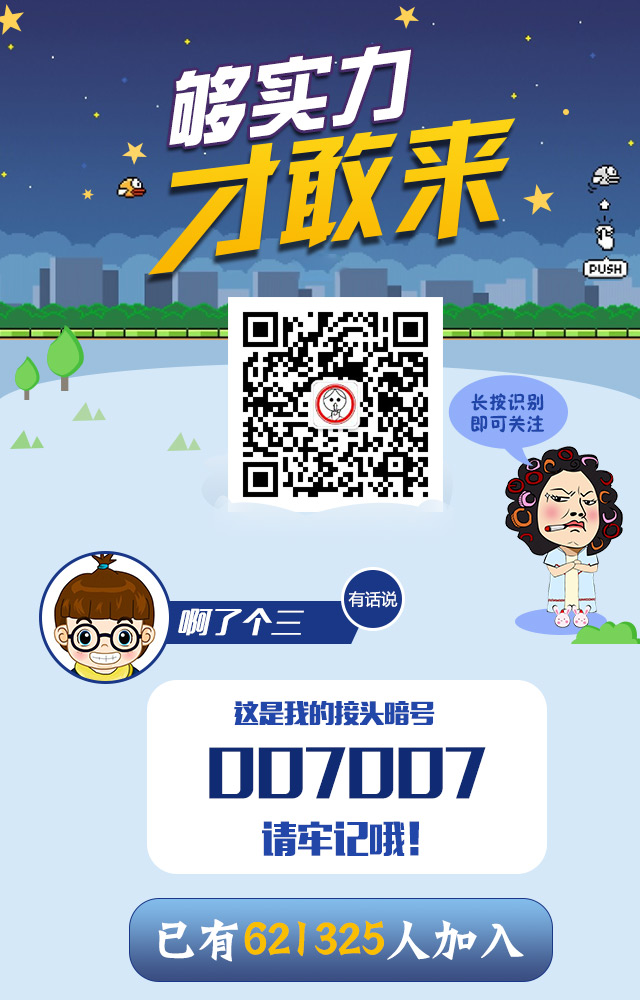 够实力
才敢来
PUSH
长按识别
即可关注
有话说
啊了个三
这是我的接头暗号
007007
请牢记哦!
已有621325人加入